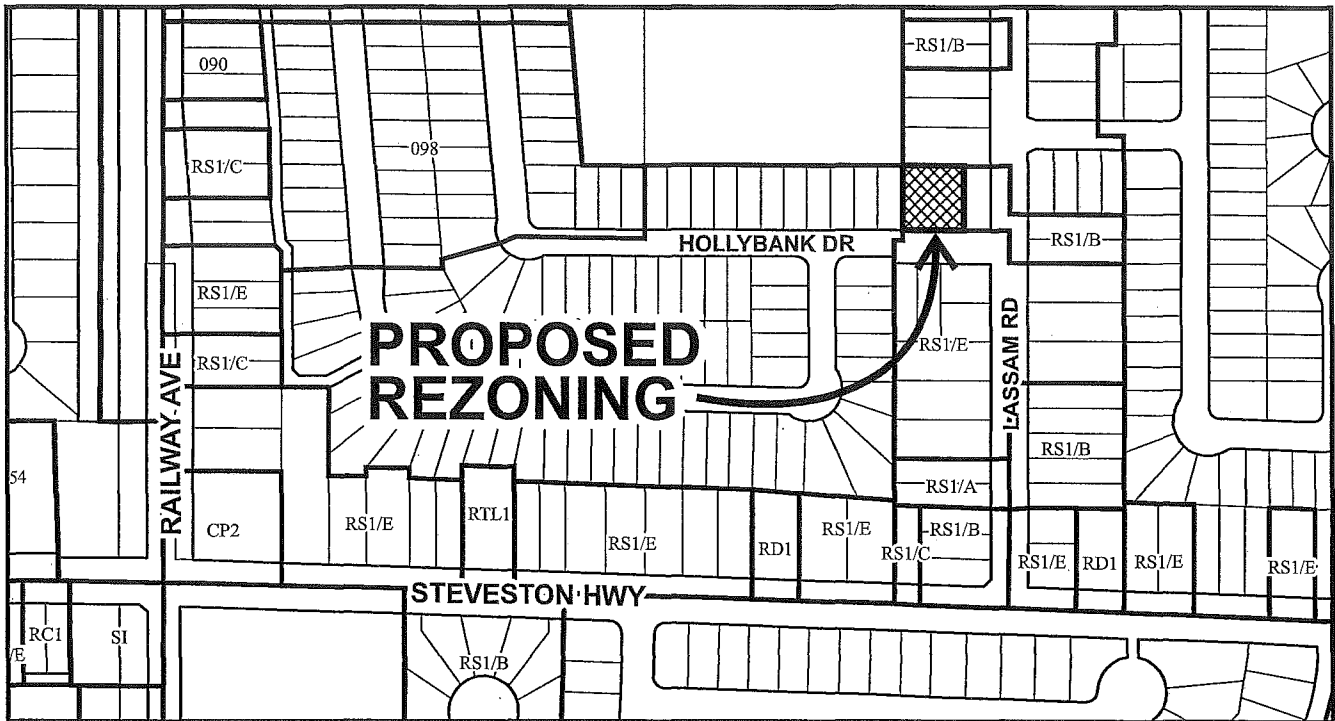 RS1/B
090
098
RS1/C
HOLLYBANK DR
RS1/B
RS1/E
PROPOSED
REZONING
RS1/E
RS1/C
RAILWAY AVE
LASSAM RD
RS1/B
54
RS1/A
CP2
RS1/E
RTL1
RS1/E
RD1
RS1/E
RS1/C
RS1/B
RS1/E
RD1
RS1/E
RS1/E
STEVESTON HWY
RC1
SI
/E
RS1/B